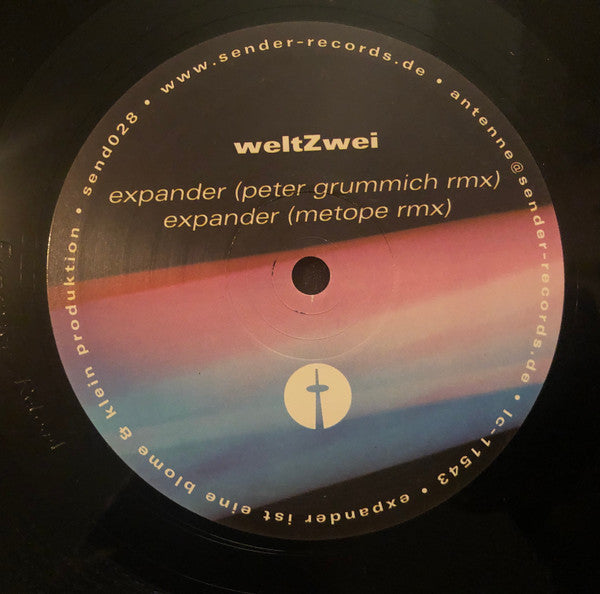 weltZwei
expander (peter grummich rmx)
expander (metope rmx)
send028 • www.sender-records.de • antenne@sender-records.de • lc-11543 • expander ist eine blome & klein produktion •